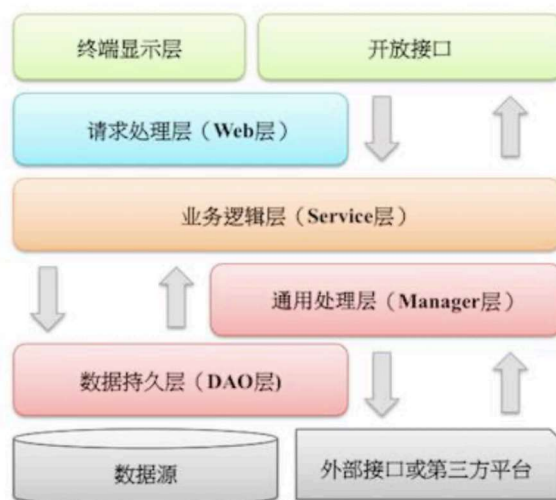 终端显示层
开放接口
请求处理层（Web层）
业务逻辑层（Service层）
通用处理层（Manager层）
数据持久层（DAO层)
数据源
外部接口或第三方平台